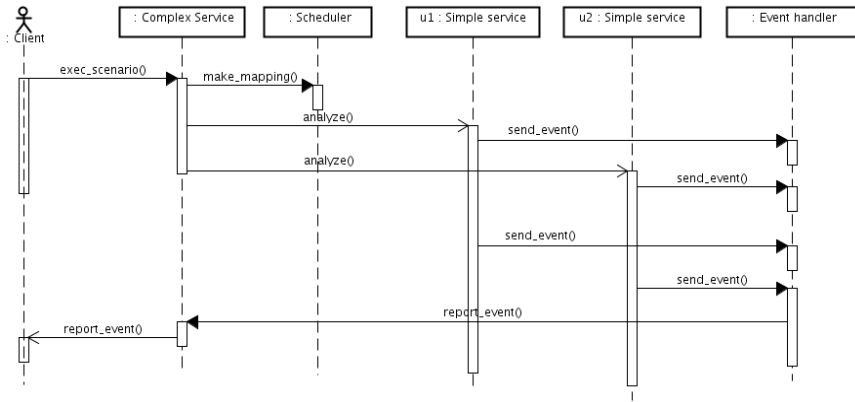 : Client
: Complex Service
: Scheduler
u1 : Simple service
u2 : Simple service
: Event handler
exec_scenario()
make_mapping()
analyze()
send_event()
analyze()
send_event()
send_event()
send_event()
report_event()
report_event()